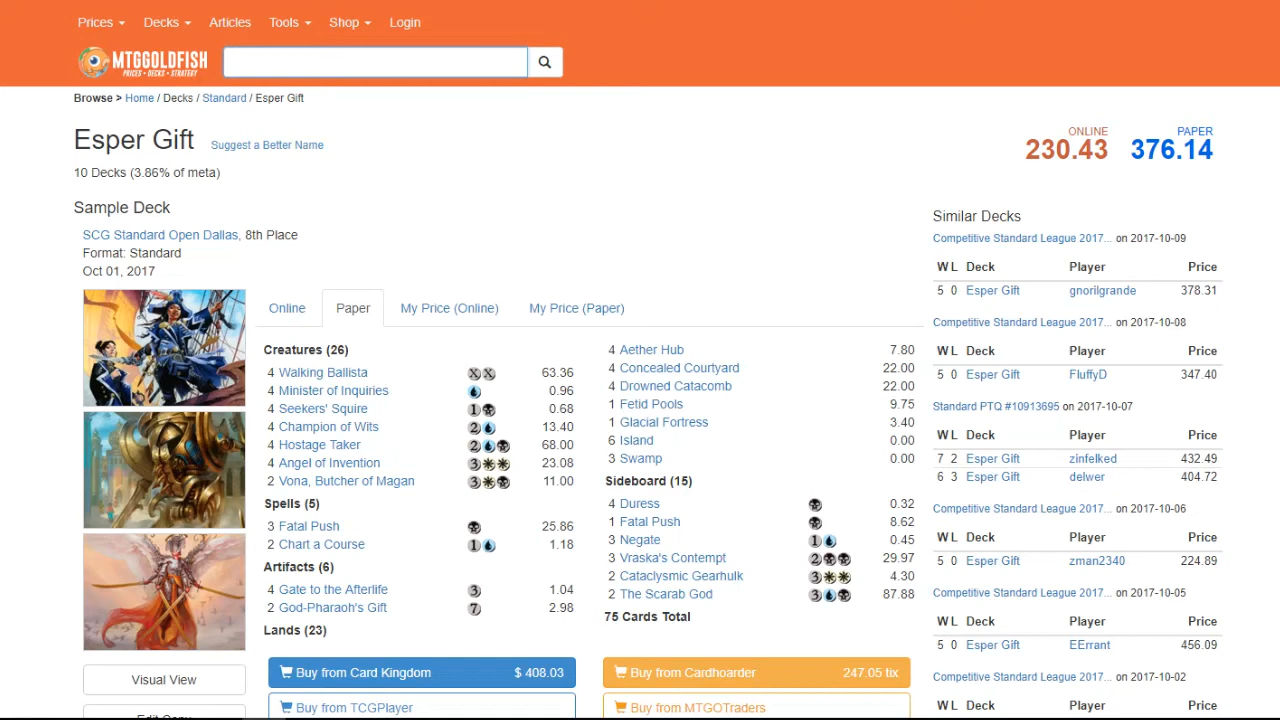 Prices Decks Articles Tools Shop Login
MTGGOLDFISH
PRICES • DECKS • STRATEGY
Browse > Home / Decks / Standard / Esper Gift
Esper Gift Suggest a Better Name
ONLINE PAPER
230.43 376.14
10 Decks (3.86% of meta)
Sample Deck
SCG Standard Open Dallas, 8th Place
Format: Standard
Oct 01, 2017
Online Paper My Price (Online) My Price (Paper)
Creatures (26)
4 Walking Ballista X X 63.36
4 Minister of Inquiries 0.96
4 Seekers' Squire 1 0.68
4 Champion of Wits 2 13.40
4 Hostage Taker 2 68.00
4 Angel of Invention 3 23.08
2 Vona, Butcher of Magan 3 11.00
Spells (5)
3 Fatal Push 25.86
2 Chart a Course 1 1.18
Artifacts (6)
4 Gate to the Afterlife 3 1.04
2 God-Pharaoh's Gift 7 2.98
Lands (23)
4 Aether Hub 7.80
4 Concealed Courtyard 22.00
4 Drowned Catacomb 22.00
1 Fetid Pools 9.75
1 Glacial Fortress 3.40
6 Island 0.00
3 Swamp 0.00
Sideboard (15)
4 Duress 0.32
1 Fatal Push 8.62
3 Negate 1 0.45
3 Vraska's Contempt 2 29.97
2 Cataclysmic Gearhulk 3 4.30
2 The Scarab God 3 87.88
75 Cards Total
Visual View
Edit Copy
Buy from Card Kingdom $ 408.03
Buy from TCGPlayer
Buy from Cardhoarder 247.05 tix
Buy from MTGOTraders
Similar Decks
Competitive Standard League 2017... on 2017-10-09
W L Deck Player Price
5 0 Esper Gift gnorilgrande 378.31
Competitive Standard League 2017... on 2017-10-08
W L Deck Player Price
5 0 Esper Gift FluffyD 347.40
Standard PTQ #10913695 on 2017-10-07
W L Deck Player Price
7 2 Esper Gift zinfelked 432.49
6 3 Esper Gift delwer 404.72
Competitive Standard League 2017... on 2017-10-06
W L Deck Player Price
5 0 Esper Gift zman2340 224.89
Competitive Standard League 2017... on 2017-10-05
W L Deck Player Price
5 0 Esper Gift EErrant 456.09
Competitive Standard League 2017... on 2017-10-02
W L Deck Player Price